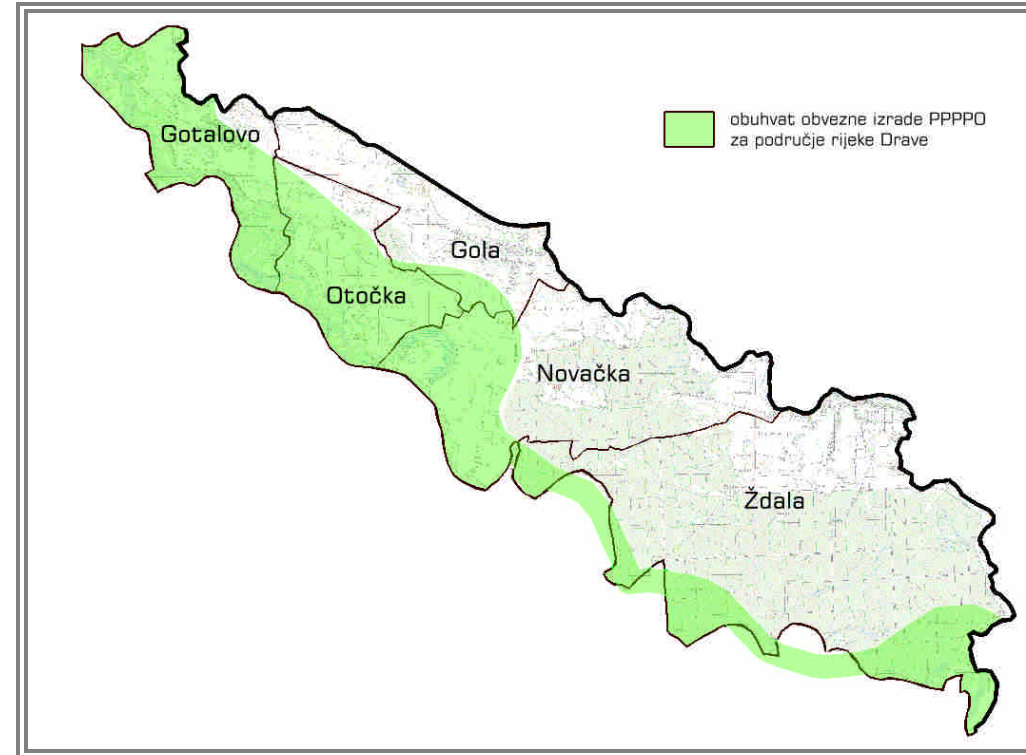 obuhvat obvezne izrade PPPPO
za područje rijeke Drave
Gotalovo
Gola
Otočka
Novačka
Ždala